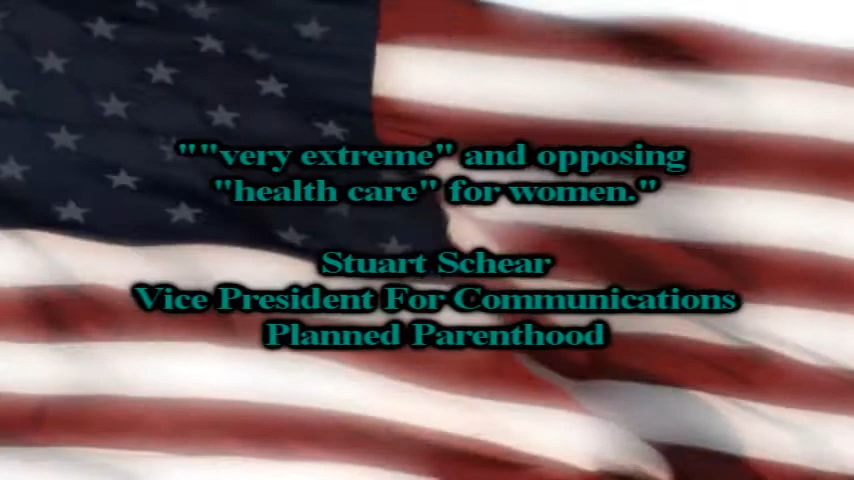 ""very extreme" and opposing
"health care" for women."
Stuart Schear
Vice President For Communications
Planned Parenthood